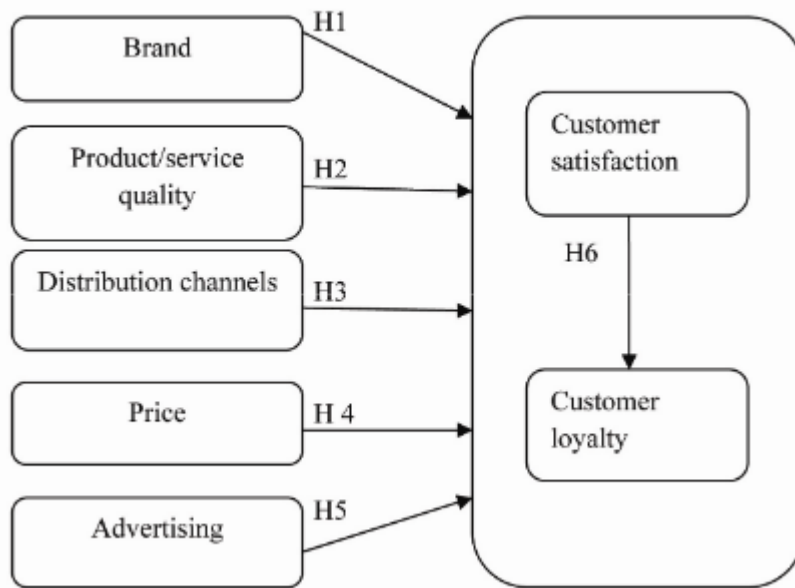 Brand
H1
Product/service
quality
H2
Distribution channels
H3
Price
H 4
Advertising
H5
Customer
satisfaction
H6
Customer
loyalty